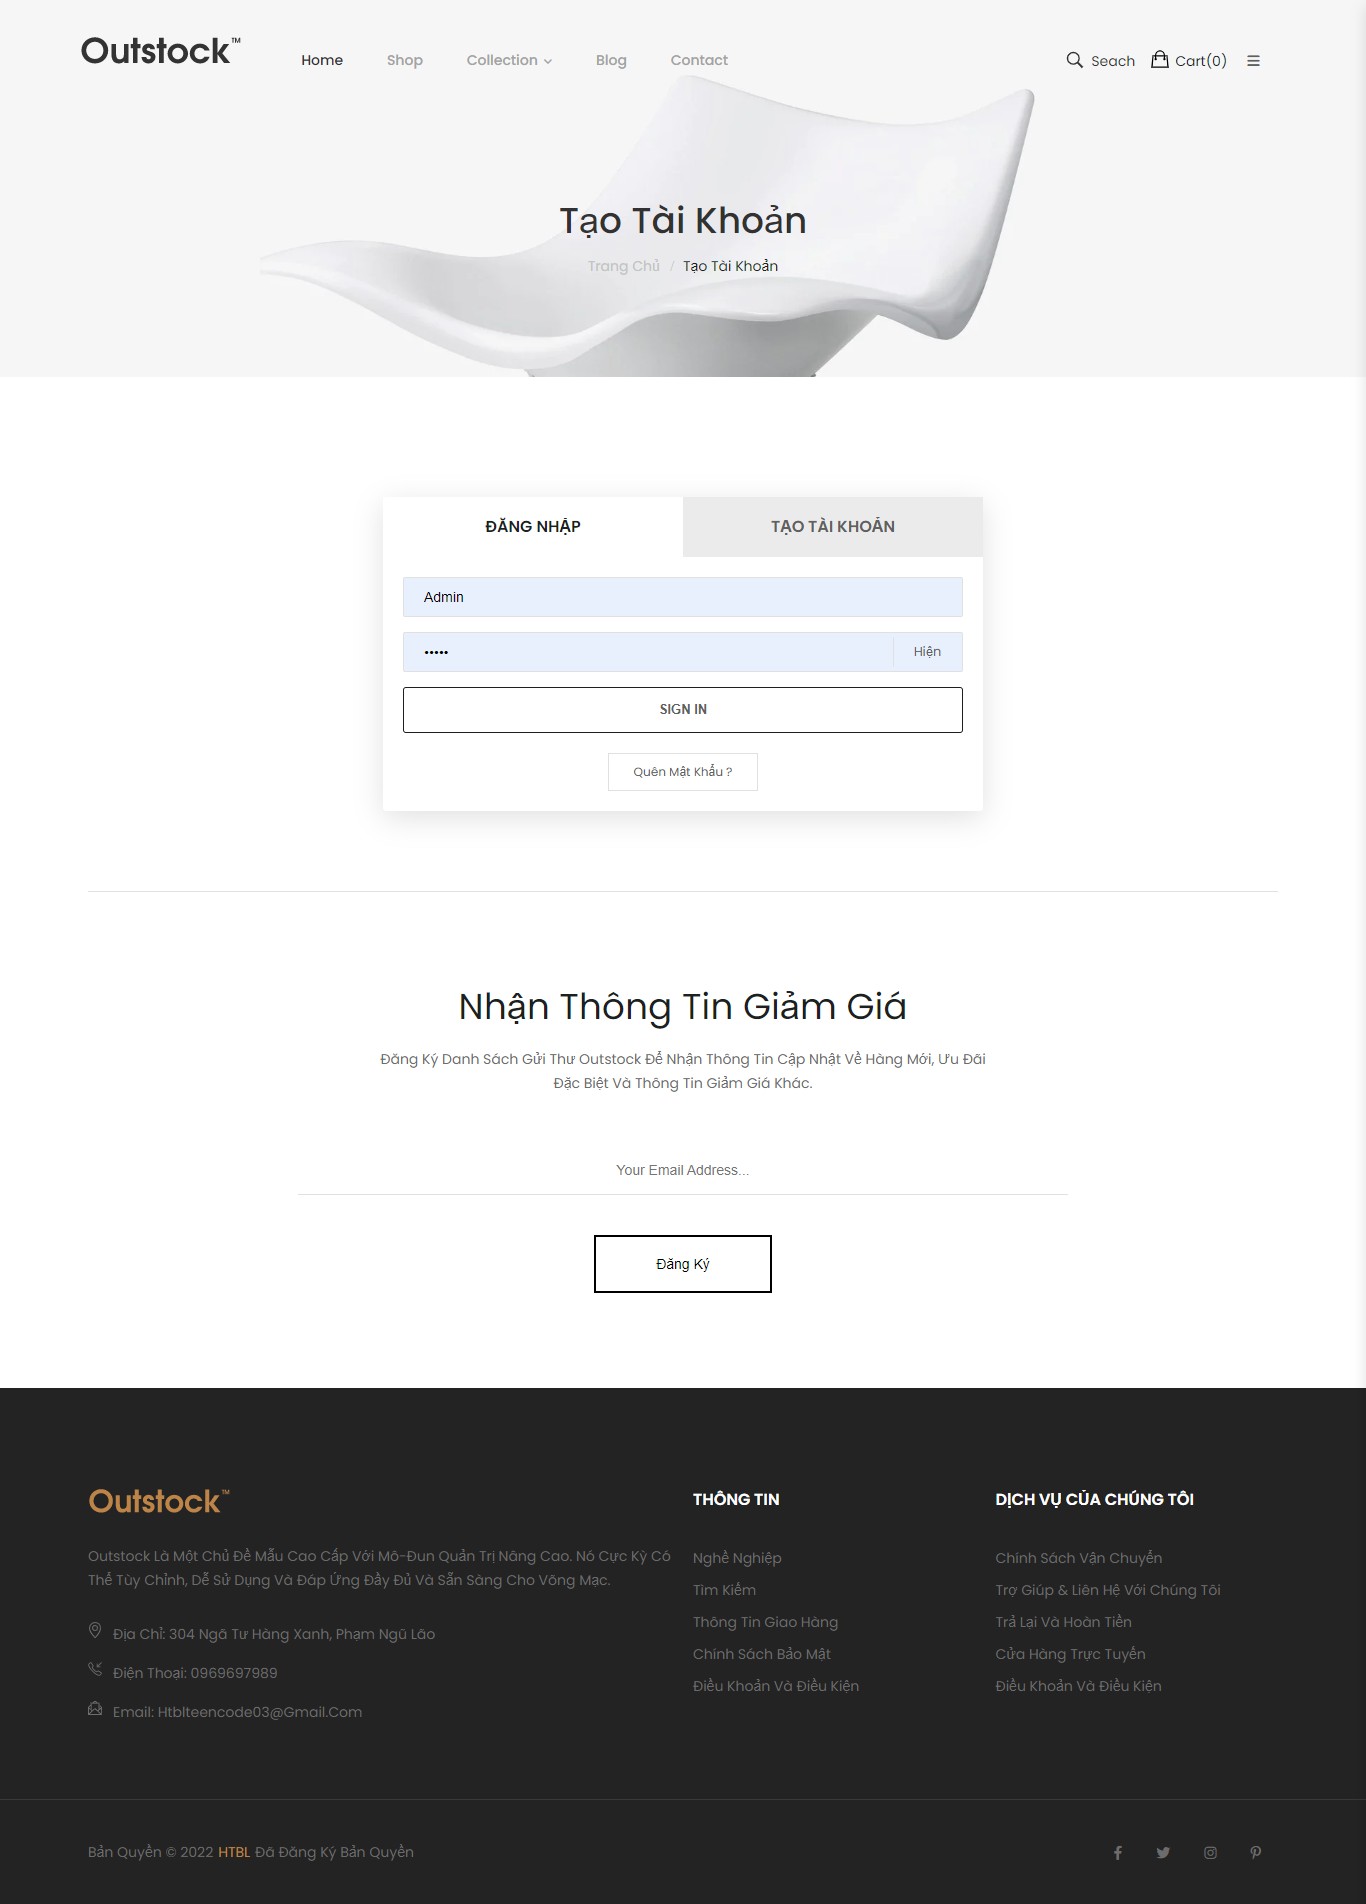 Outstock™
Home Shop Collection Blog Contact
Seach Cart(0)
Tạo Tài Khoản
Trang Chủ / Tạo Tài Khoản
ĐĂNG NHẬP TẠO TÀI KHOẢN
Admin
•••••
Hiện
SIGN IN
Quên Mật Khẩu ?
Nhận Thông Tin Giảm Giá
Đăng Ký Danh Sách Gửi Thư Outstock Để Nhận Thông Tin Cập Nhật Về Hàng Mới, Ưu Đãi
Đặc Biệt Và Thông Tin Giảm Giá Khác.
Your Email Address...
Đăng Ký
Outstock™
Outstock Là Một Chủ Đề Mẫu Cao Cấp Với Mô-Đun Quản Trị Nâng Cao. Nó Cực Kỳ Có
Thể Tùy Chỉnh, Dễ Sử Dụng Và Đáp Ứng Đầy Đủ Và Sẵn Sàng Cho Võng Mạc.
Địa Chỉ: 304 Ngã Tư Hàng Xanh, Phạm Ngũ Lão
Điện Thoại: 0969697989
Email: Htblteencode03@Gmail.Com
THÔNG TIN
Nghề Nghiệp
Tìm Kiếm
Thông Tin Giao Hàng
Chính Sách Bảo Mật
Điều Khoản Và Điều Kiện
DỊCH VỤ CỦA CHÚNG TÔI
Chính Sách Vận Chuyển
Trợ Giúp & Liên Hệ Với Chúng Tôi
Trả Lại Và Hoàn Tiền
Cửa Hàng Trực Tuyến
Điều Khoản Và Điều Kiện
Bản Quyền © 2022 HTBL Đã Đăng Ký Bản Quyền